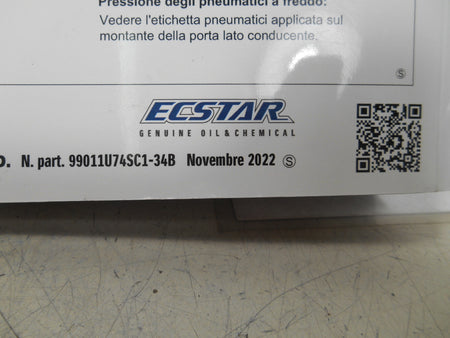 Pressione degli pneumatici a freddo:
Vedere l'etichetta pneumatici applicata sul
montante della porta lato conducente.
S
ECSTAR
GENUINE OIL & CHEMICAL
N. part. 99011U74SC1-34B Novembre 2022 S